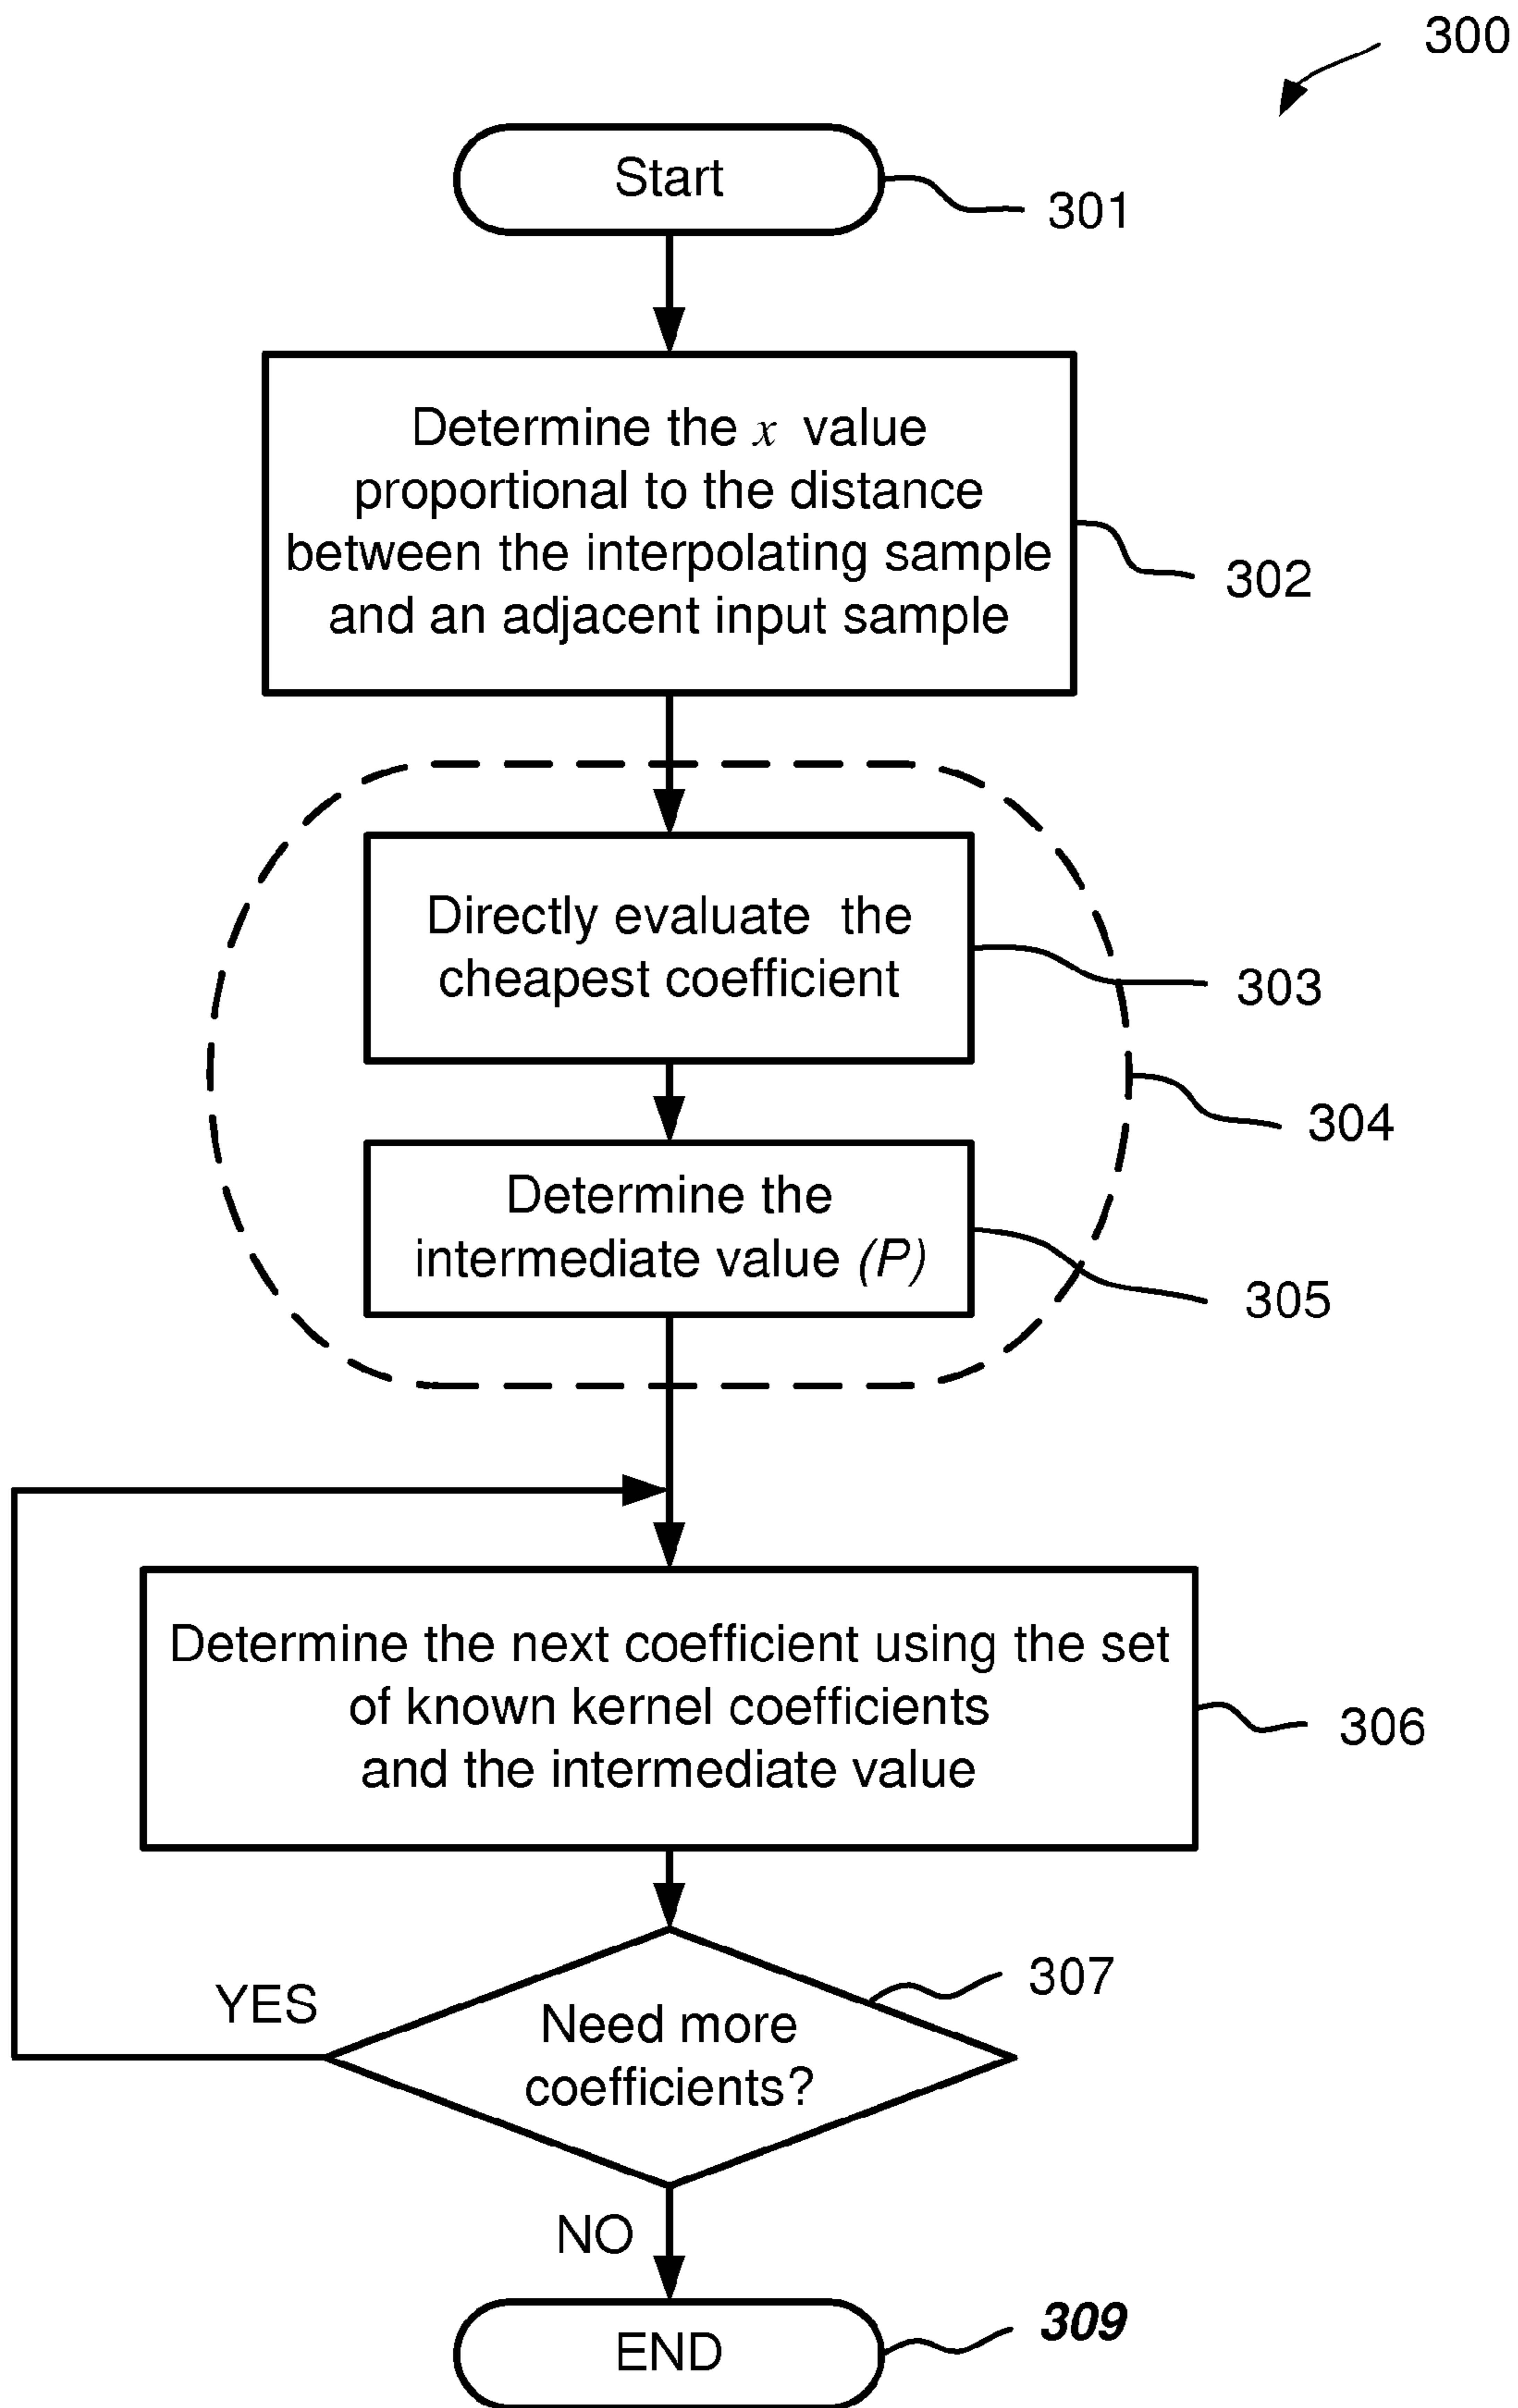 300
Start
301
Determine the x value
proportional to the distance
between the interpolating sample
and an adjacent input sample
302
Directly evaluate the
cheapest coefficient
303
304
Determine the
intermediate value (P)
305
Determine the next coefficient using the set
of known kernel coefficients
and the intermediate value
306
307
YES
Need more
coefficients?
NO
END
309